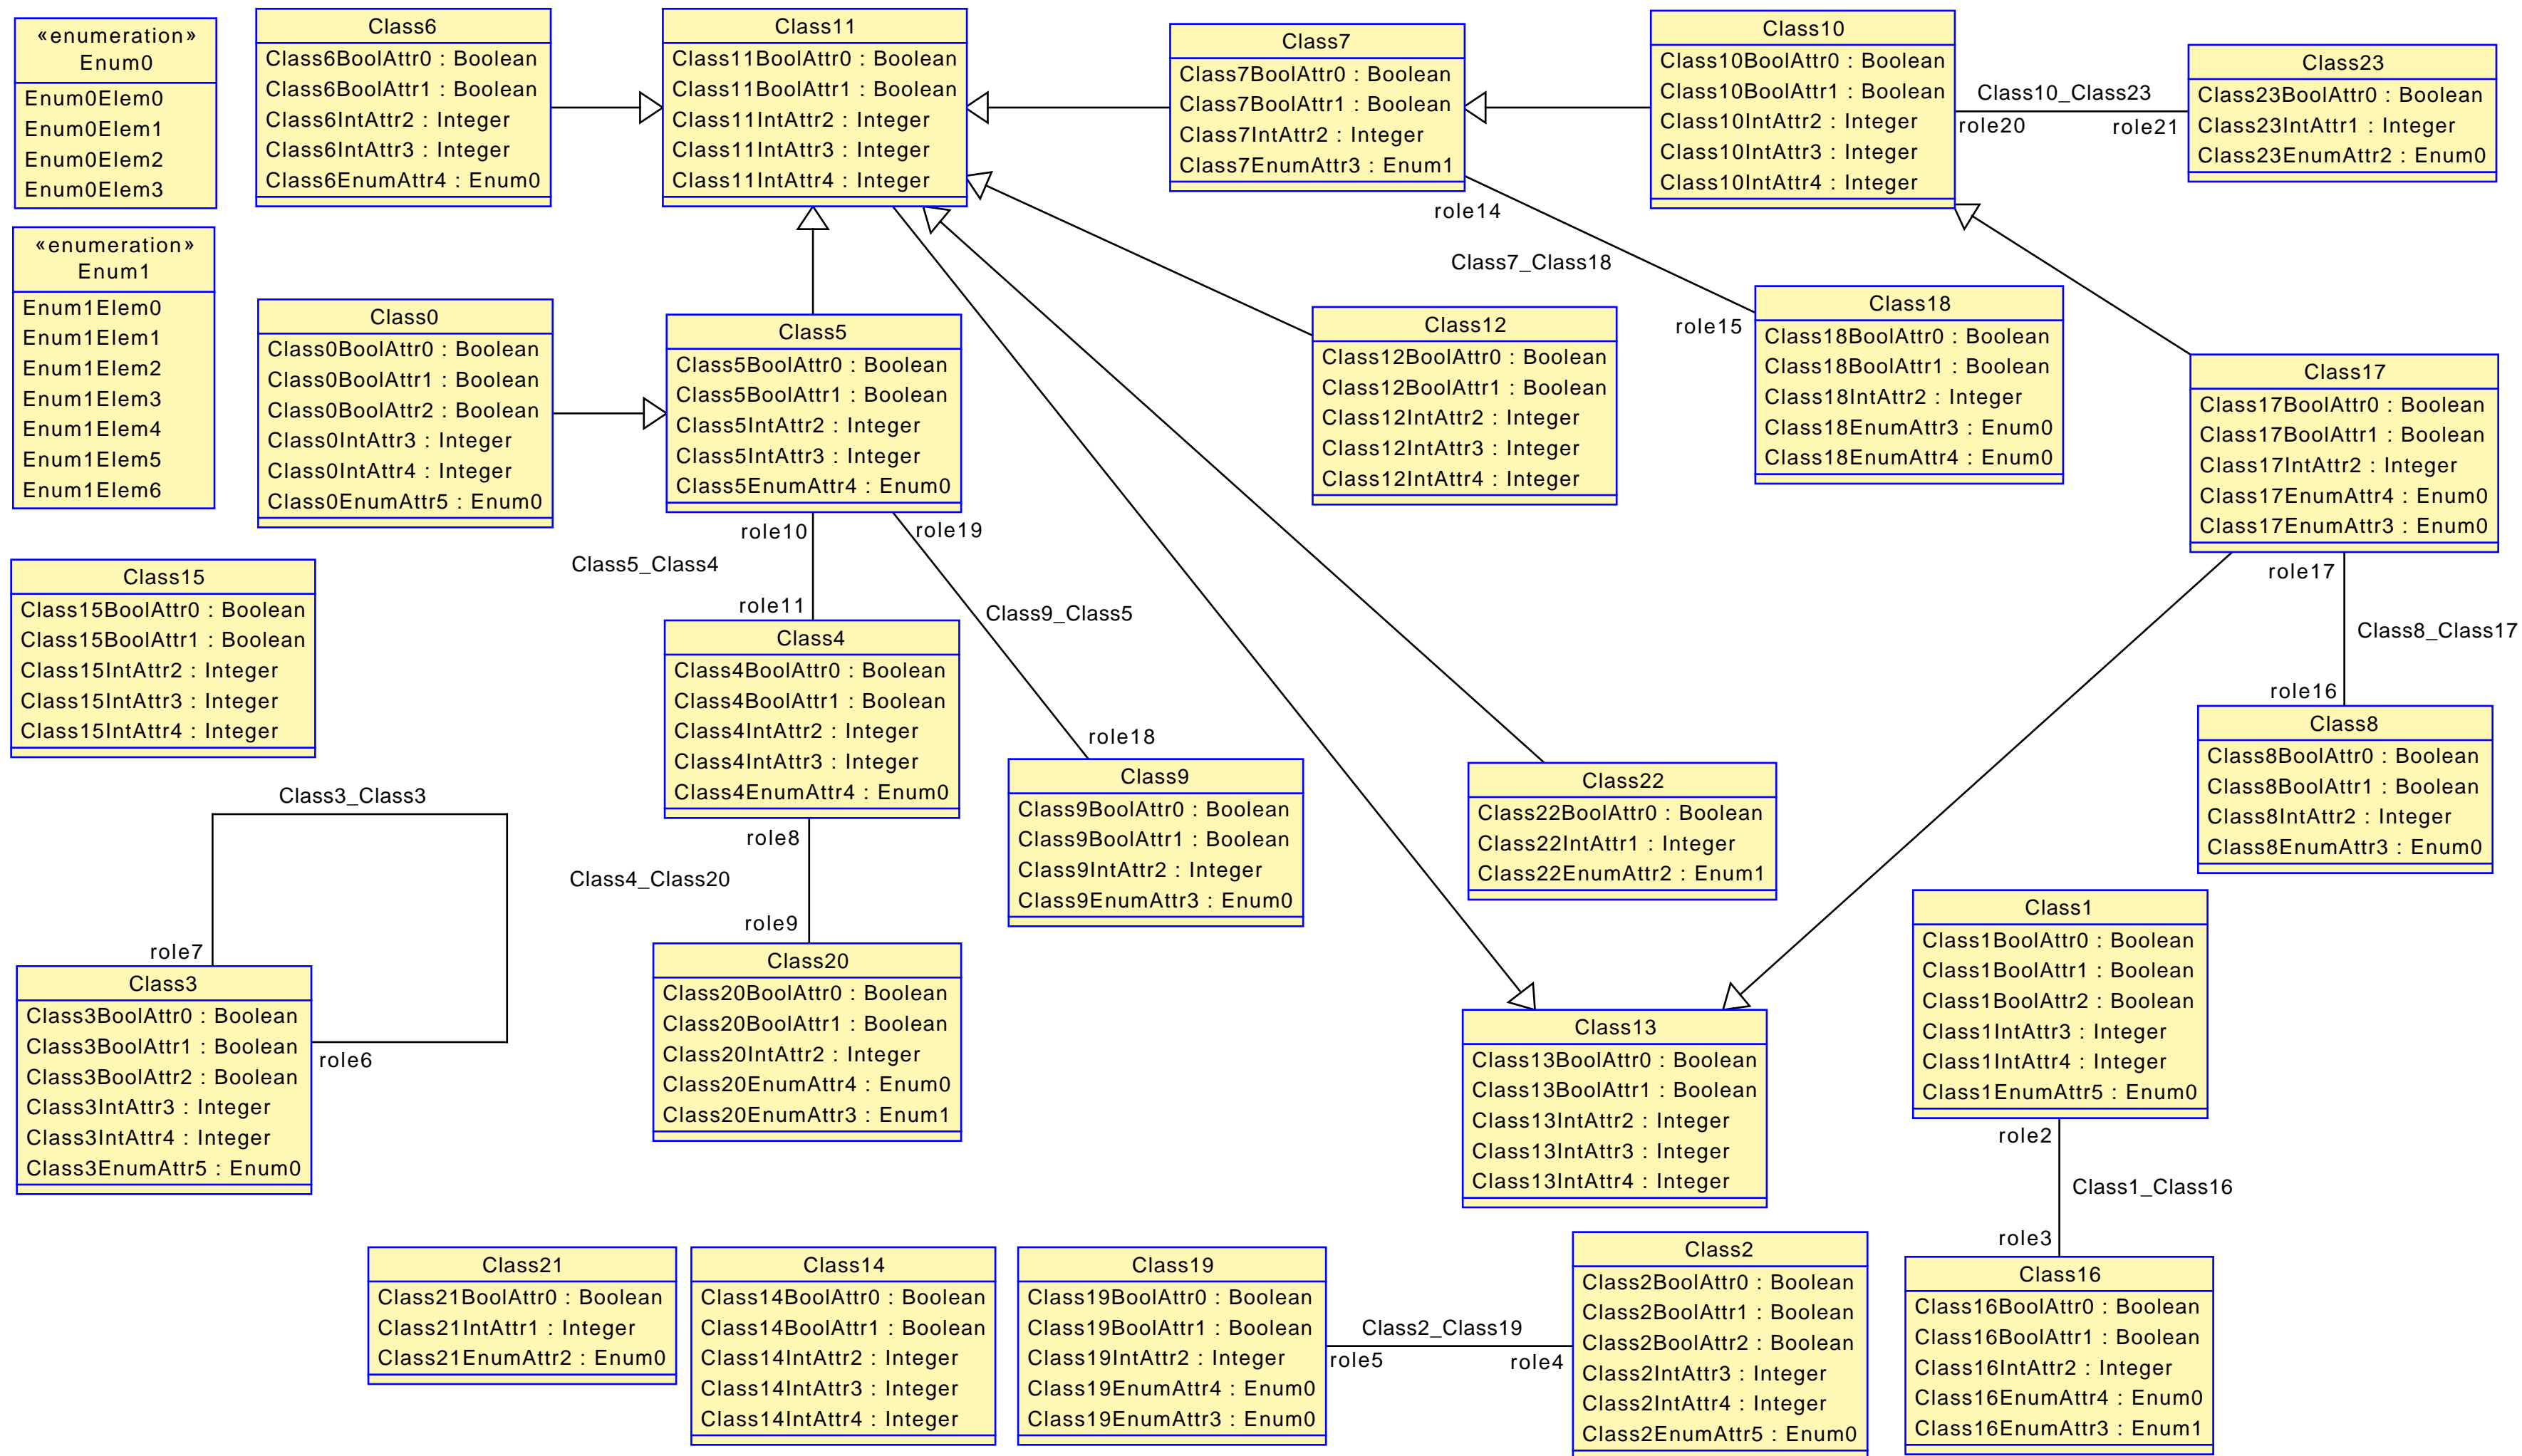 «enumeration»
Enum0
Enum0Elem0
Enum0Elem1
Enum0Elem2
Enum0Elem3
Class6
Class6BoolAttr0 : Boolean
Class6BoolAttr1 : Boolean
Class6IntAttr2 : Integer
Class6IntAttr3 : Integer
Class6EnumAttr4 : Enum0
Class11
Class11BoolAttr0 : Boolean
Class11BoolAttr1 : Boolean
Class11IntAttr2 : Integer
Class11IntAttr3 : Integer
Class11IntAttr4 : Integer
Class7
Class7BoolAttr0 : Boolean
Class7BoolAttr1 : Boolean
Class7IntAttr2 : Integer
Class7EnumAttr3 : Enum1
Class10
Class10BoolAttr0 : Boolean
Class10BoolAttr1 : Boolean
Class10IntAttr2 : Integer
Class10IntAttr3 : Integer
Class10IntAttr4 : Integer
Class10_Class23
role20
role21
Class23
Class23BoolAttr0 : Boolean
Class23IntAttr1 : Integer
Class23EnumAttr2 : Enum0
«enumeration»
Enum1
Enum1Elem0
Enum1Elem1
Enum1Elem2
Enum1Elem3
Enum1Elem4
Enum1Elem5
Enum1Elem6
Class0
Class0BoolAttr0 : Boolean
Class0BoolAttr1 : Boolean
Class0BoolAttr2 : Boolean
Class0IntAttr3 : Integer
Class0IntAttr4 : Integer
Class0EnumAttr5 : Enum0
Class5
Class5BoolAttr0 : Boolean
Class5BoolAttr1 : Boolean
Class5IntAttr2 : Integer
Class5IntAttr3 : Integer
Class5EnumAttr4 : Enum0
role14
Class7_Class18
role15
Class12
Class12BoolAttr0 : Boolean
Class12BoolAttr1 : Boolean
Class12IntAttr2 : Integer
Class12IntAttr3 : Integer
Class12IntAttr4 : Integer
Class18
Class18BoolAttr0 : Boolean
Class18BoolAttr1 : Boolean
Class18IntAttr2 : Integer
Class18EnumAttr3 : Enum0
Class18EnumAttr4 : Enum0
Class17
Class17BoolAttr0 : Boolean
Class17BoolAttr1 : Boolean
Class17IntAttr2 : Integer
Class17EnumAttr4 : Enum0
Class17EnumAttr3 : Enum0
role10
role19
Class5_Class4
role11
Class9_Class5
role18
role17
Class8_Class17
role16
Class15
Class15BoolAttr0 : Boolean
Class15BoolAttr1 : Boolean
Class15IntAttr2 : Integer
Class15IntAttr3 : Integer
Class15IntAttr4 : Integer
Class4
Class4BoolAttr0 : Boolean
Class4BoolAttr1 : Boolean
Class4IntAttr2 : Integer
Class4IntAttr3 : Integer
Class4EnumAttr4 : Enum0
Class9
Class9BoolAttr0 : Boolean
Class9BoolAttr1 : Boolean
Class9IntAttr2 : Integer
Class9EnumAttr3 : Enum0
Class22
Class22BoolAttr0 : Boolean
Class22IntAttr1 : Integer
Class22EnumAttr2 : Enum1
Class8
Class8BoolAttr0 : Boolean
Class8BoolAttr1 : Boolean
Class8IntAttr2 : Integer
Class8EnumAttr3 : Enum0
Class3_Class3
role7
role6
role8
Class4_Class20
role9
Class3
Class3BoolAttr0 : Boolean
Class3BoolAttr1 : Boolean
Class3BoolAttr2 : Boolean
Class3IntAttr3 : Integer
Class3IntAttr4 : Integer
Class3EnumAttr5 : Enum0
Class20
Class20BoolAttr0 : Boolean
Class20BoolAttr1 : Boolean
Class20IntAttr2 : Integer
Class20EnumAttr4 : Enum0
Class20EnumAttr3 : Enum1
Class13
Class13BoolAttr0 : Boolean
Class13BoolAttr1 : Boolean
Class13IntAttr2 : Integer
Class13IntAttr3 : Integer
Class13IntAttr4 : Integer
Class1
Class1BoolAttr0 : Boolean
Class1BoolAttr1 : Boolean
Class1BoolAttr2 : Boolean
Class1IntAttr3 : Integer
Class1IntAttr4 : Integer
Class1EnumAttr5 : Enum0
role2
Class1_Class16
role3
Class21
Class21BoolAttr0 : Boolean
Class21IntAttr1 : Integer
Class21EnumAttr2 : Enum0
Class14
Class14BoolAttr0 : Boolean
Class14BoolAttr1 : Boolean
Class14IntAttr2 : Integer
Class14IntAttr3 : Integer
Class14IntAttr4 : Integer
Class19
Class19BoolAttr0 : Boolean
Class19BoolAttr1 : Boolean
Class19IntAttr2 : Integer
Class19EnumAttr4 : Enum0
Class19EnumAttr3 : Enum0
Class2_Class19
role5
role4
Class2
Class2BoolAttr0 : Boolean
Class2BoolAttr1 : Boolean
Class2BoolAttr2 : Boolean
Class2IntAttr3 : Integer
Class2IntAttr4 : Integer
Class2EnumAttr5 : Enum0
Class16
Class16BoolAttr0 : Boolean
Class16BoolAttr1 : Boolean
Class16IntAttr2 : Integer
Class16EnumAttr4 : Enum0
Class16EnumAttr3 : Enum1